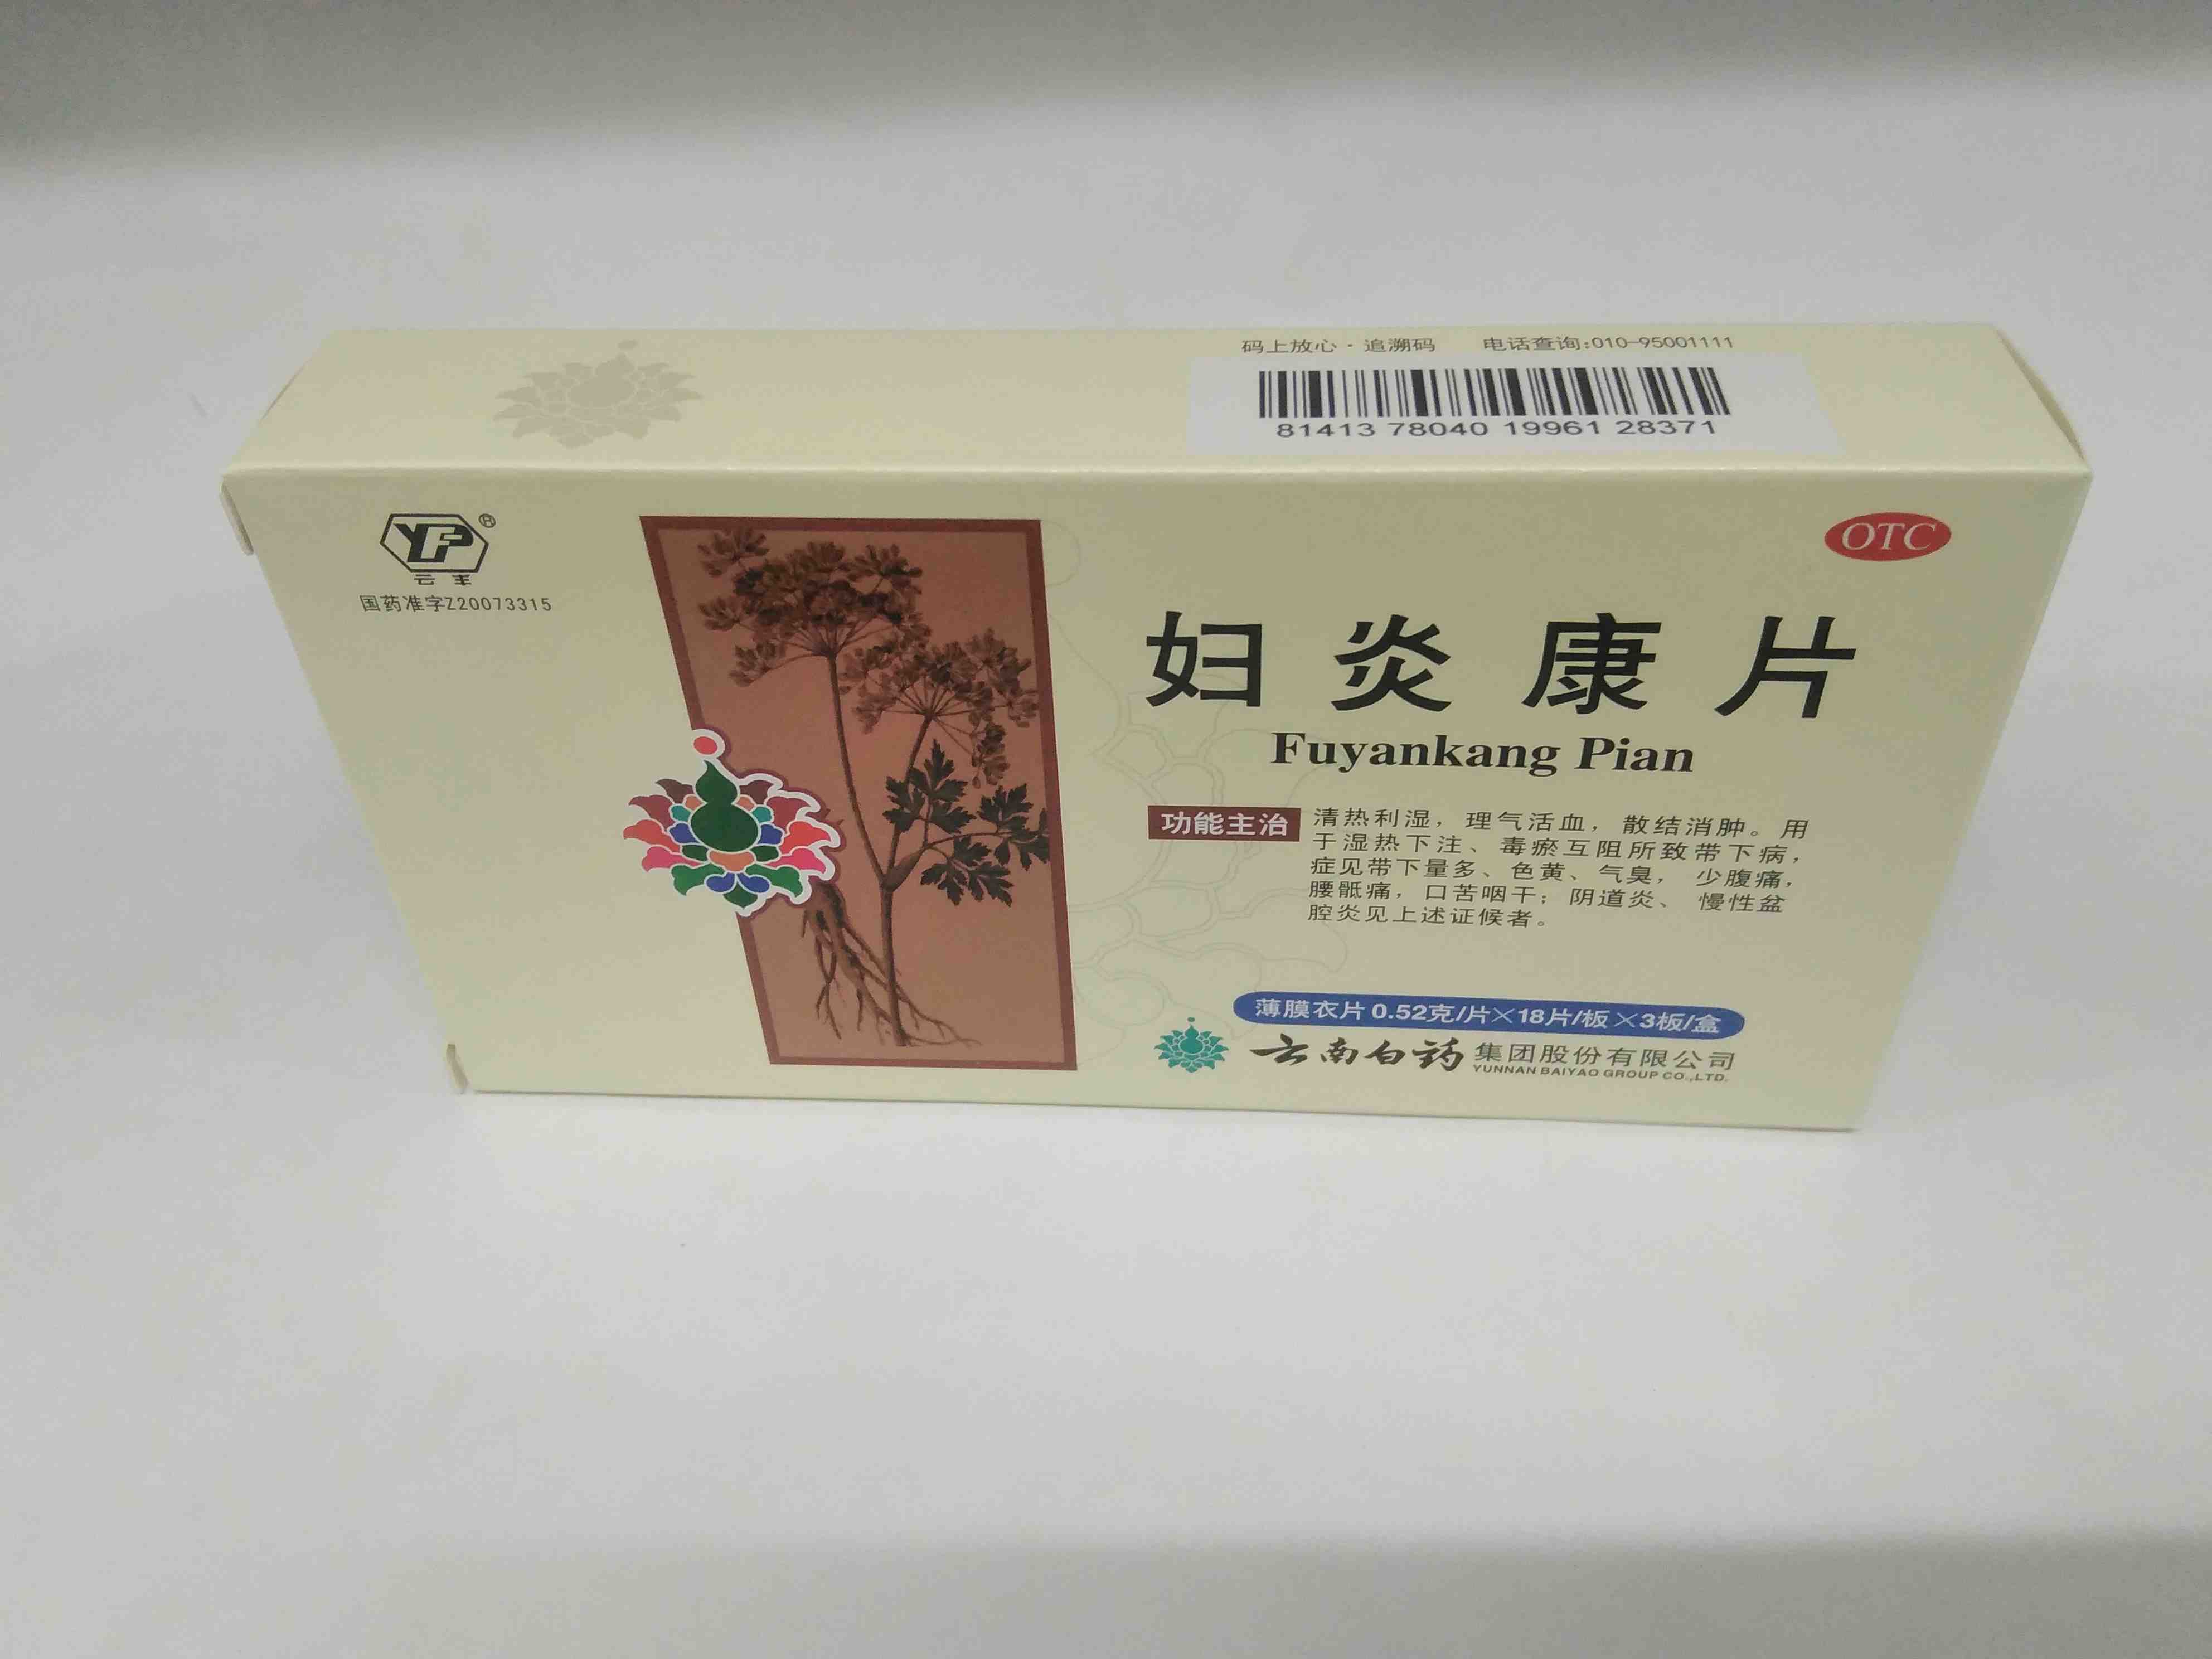 码上放心·追溯码 电话查询:010-95001111
81413 78040 19961 28371
YP®
云丰
国药准字Z20073315
OTC
妇炎康片
Fuyankang Pian
功能主治
清热利湿，理气活血，散结消肿。用
于湿热下注、毒瘀互阻所致带下病，
症见带下量多、色黄、气臭，少腹痛，
腰骶痛，口苦咽干；阴道炎、慢性盆
腔炎见上述证候者。
薄膜衣片 0.52克/片×18片/板×3板/盒
云南白药集团股份有限公司
YUNNAN BAIYAO GROUP CO.,LTD.